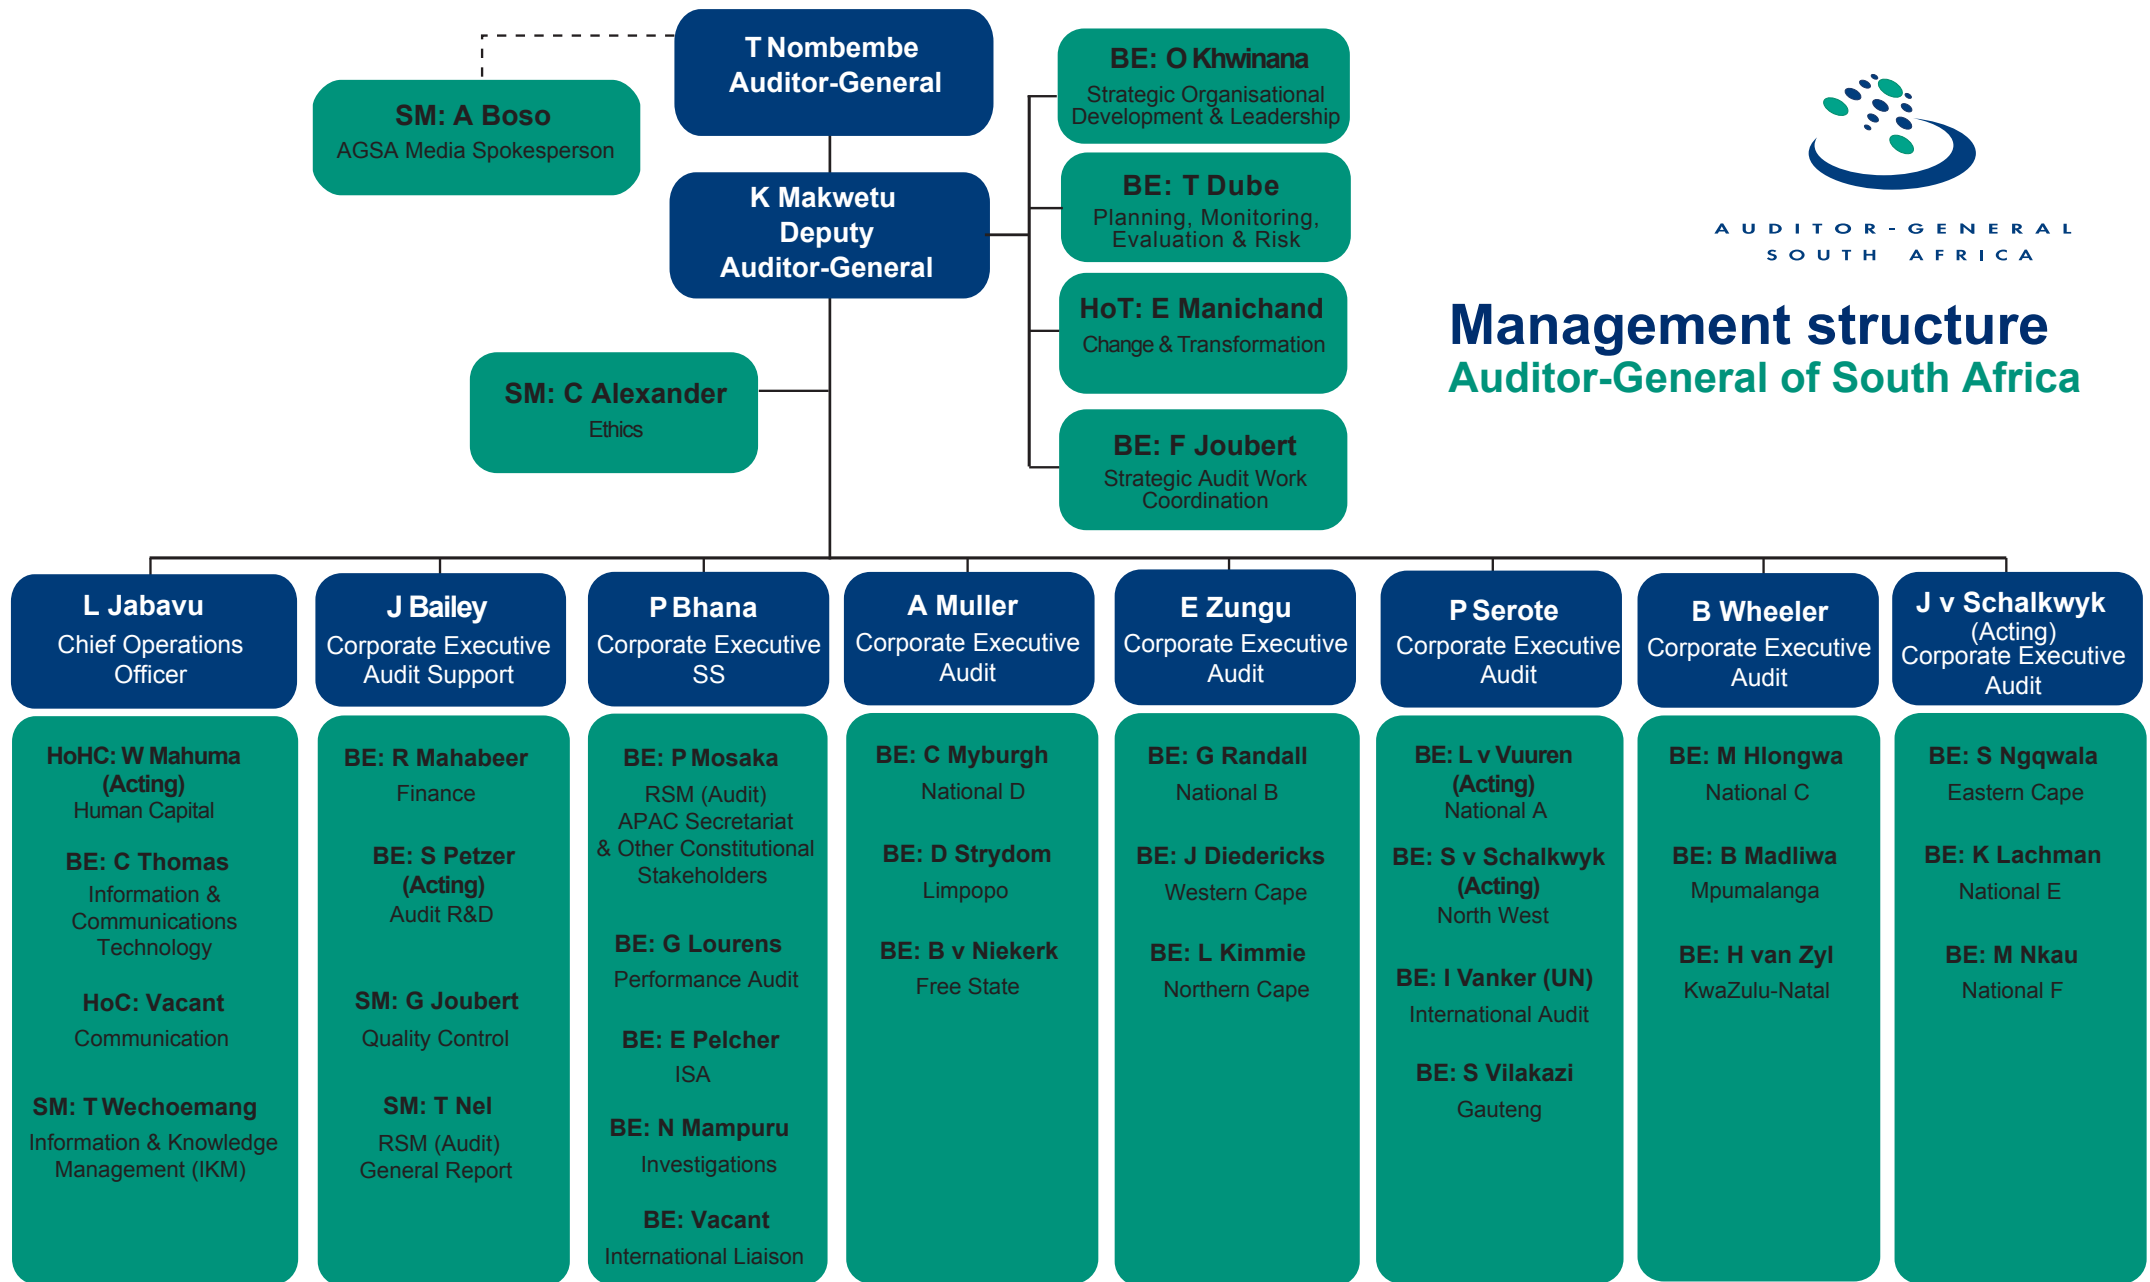 T Nombembe
Auditor-General
SM: A Boso
AGSA Media Spokesperson
K Makwetu
Deputy
Auditor-General
BE: O Khwinana
Strategic Organisational
Development & Leadership
BE: T Dube
Planning, Monitoring,
Evaluation & Risk
HoT: E Manichand
Change & Transformation
BE: F Joubert
Strategic Audit Work
Coordination
SM: C Alexander
Ethics
AUDITOR-GENERAL
SOUTH AFRICA
Management structure
Auditor-General of South Africa
L Jabavu
Chief Operations
Officer
HoHC: W Mahuma
(Acting)
Human Capital
BE: C Thomas
Information &
Communications
Technology
HoC: Vacant
Communication
SM: T Wechoemang
Information & Knowledge
Management (IKM)
J Bailey
Corporate Executive
Audit Support
BE: R Mahabeer
Finance
BE: S Petzer
(Acting)
Audit R&D
SM: G Joubert
Quality Control
SM: T Nel
RSM (Audit)
General Report
P Bhana
Corporate Executive
SS
BE: P Mosaka
RSM (Audit)
APAC Secretariat
& Other Constitutional
Stakeholders
BE: G Lourens
Performance Audit
BE: E Pelcher
ISA
BE: N Mampuru
Investigations
BE: Vacant
International Liaison
A Muller
Corporate Executive
Audit
BE: C Myburgh
National D
BE: D Strydom
Limpopo
BE: B v Niekerk
Free State
E Zungu
Corporate Executive
Audit
BE: G Randall
National B
BE: J Diedericks
Western Cape
BE: L Kimmie
Northern Cape
P Serote
Corporate Executive
Audit
BE: L v Vuuren
(Acting)
National A
BE: S v Schalkwyk
(Acting)
North West
BE: I Vanker (UN)
International Audit
BE: S Vilakazi
Gauteng
B Wheeler
Corporate Executive
Audit
BE: M Hlongwa
National C
BE: B Madliwa
Mpumalanga
BE: H van Zyl
KwaZulu-Natal
J v Schalkwyk
(Acting)
Corporate Executive
Audit
BE: S Ngqwala
Eastern Cape
BE: K Lachman
National E
BE: M Nkau
National F